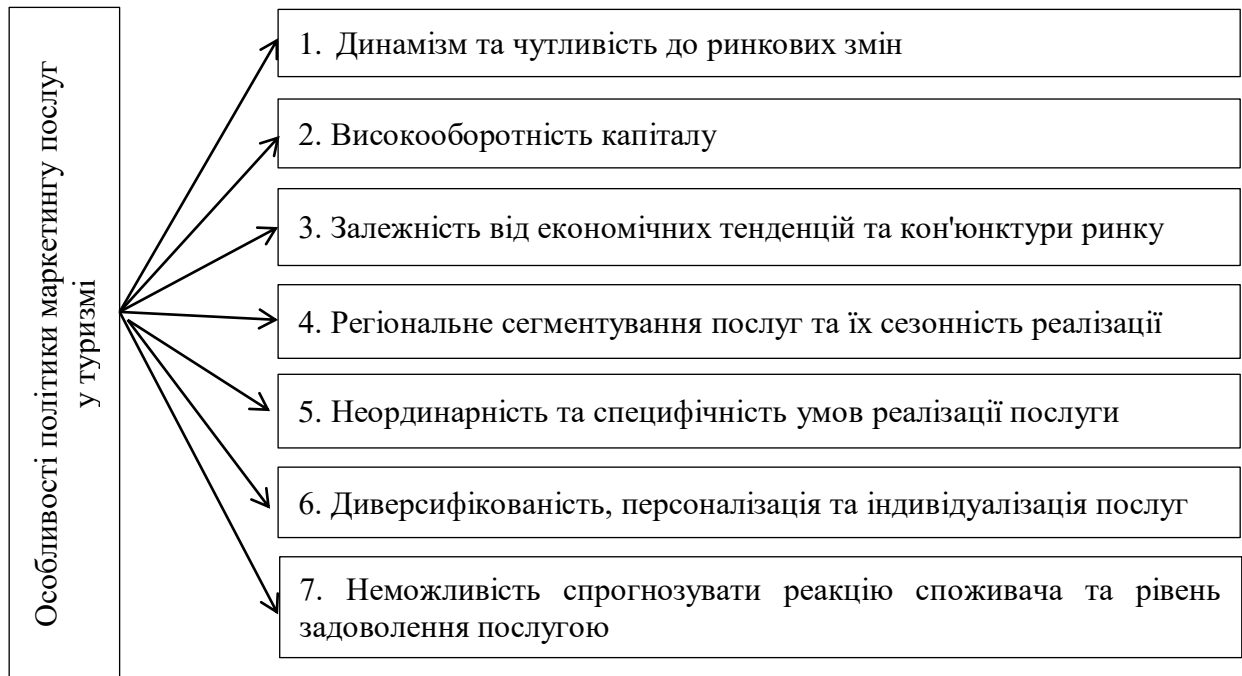 Особливості політики маркетингу послуг
у туризмі
1. Динамізм та чутливість до ринкових змін
2. Високооборотність капіталу
3. Залежність від економічних тенденцій та кон'юнктури ринку
4. Регіональне сегментування послуг та їх сезонність реалізації
5. Неординарність та специфічність умов реалізації послуги
6. Диверсифікованість, персоналізація та індивідуалізація послуг
7. Неможливість спрогнозувати реакцію споживача та рівень
задоволення послугою